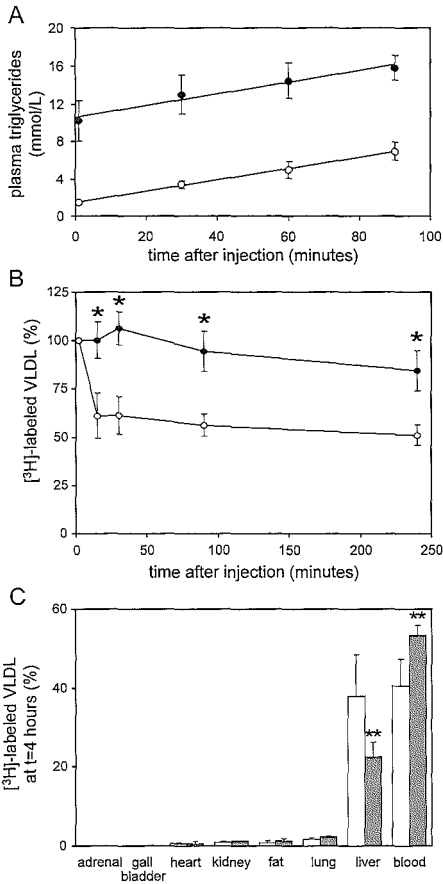 A
plasma triglycerides
(mmol/L)
20
16
12
8
4
0
0 20 40 60 80 100
time after injection (minutes)
B
[³H]-labeled VLDL (%)
125
100
75
50
25
0
* * * *
0 50 100 150 200 250
time after injection (minutes)
C
[³H]-labeled VLDL
at t=4 hours (%)
60
40
20
0
** **
adrenal gall bladder heart kidney fat lung liver blood